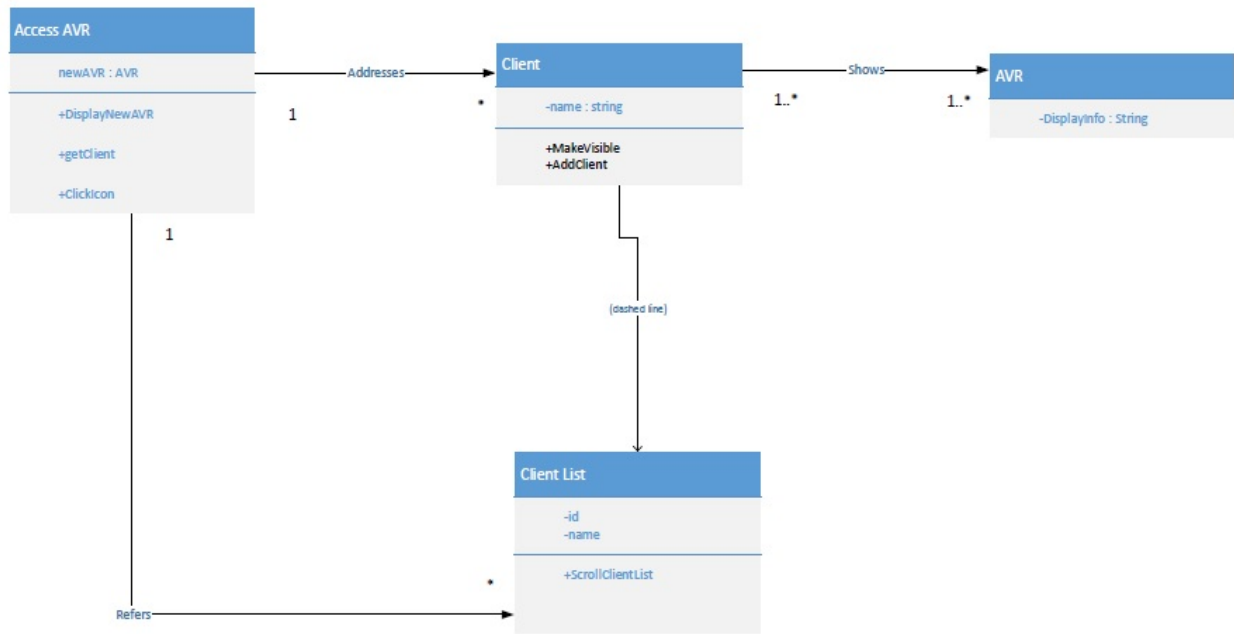 Access AVR
newAVR : AVR
+DisplayNewAVR
+getClient
+ClickIcon
1
Addresses
1
*
Client
-name : string
+MakeVisible
+AddClient
Shows
1..*
1..*
AVR
-DisplayInfo : String
(dashed line)
Client List
-id
-name
+ScrollClientList
*
Refers